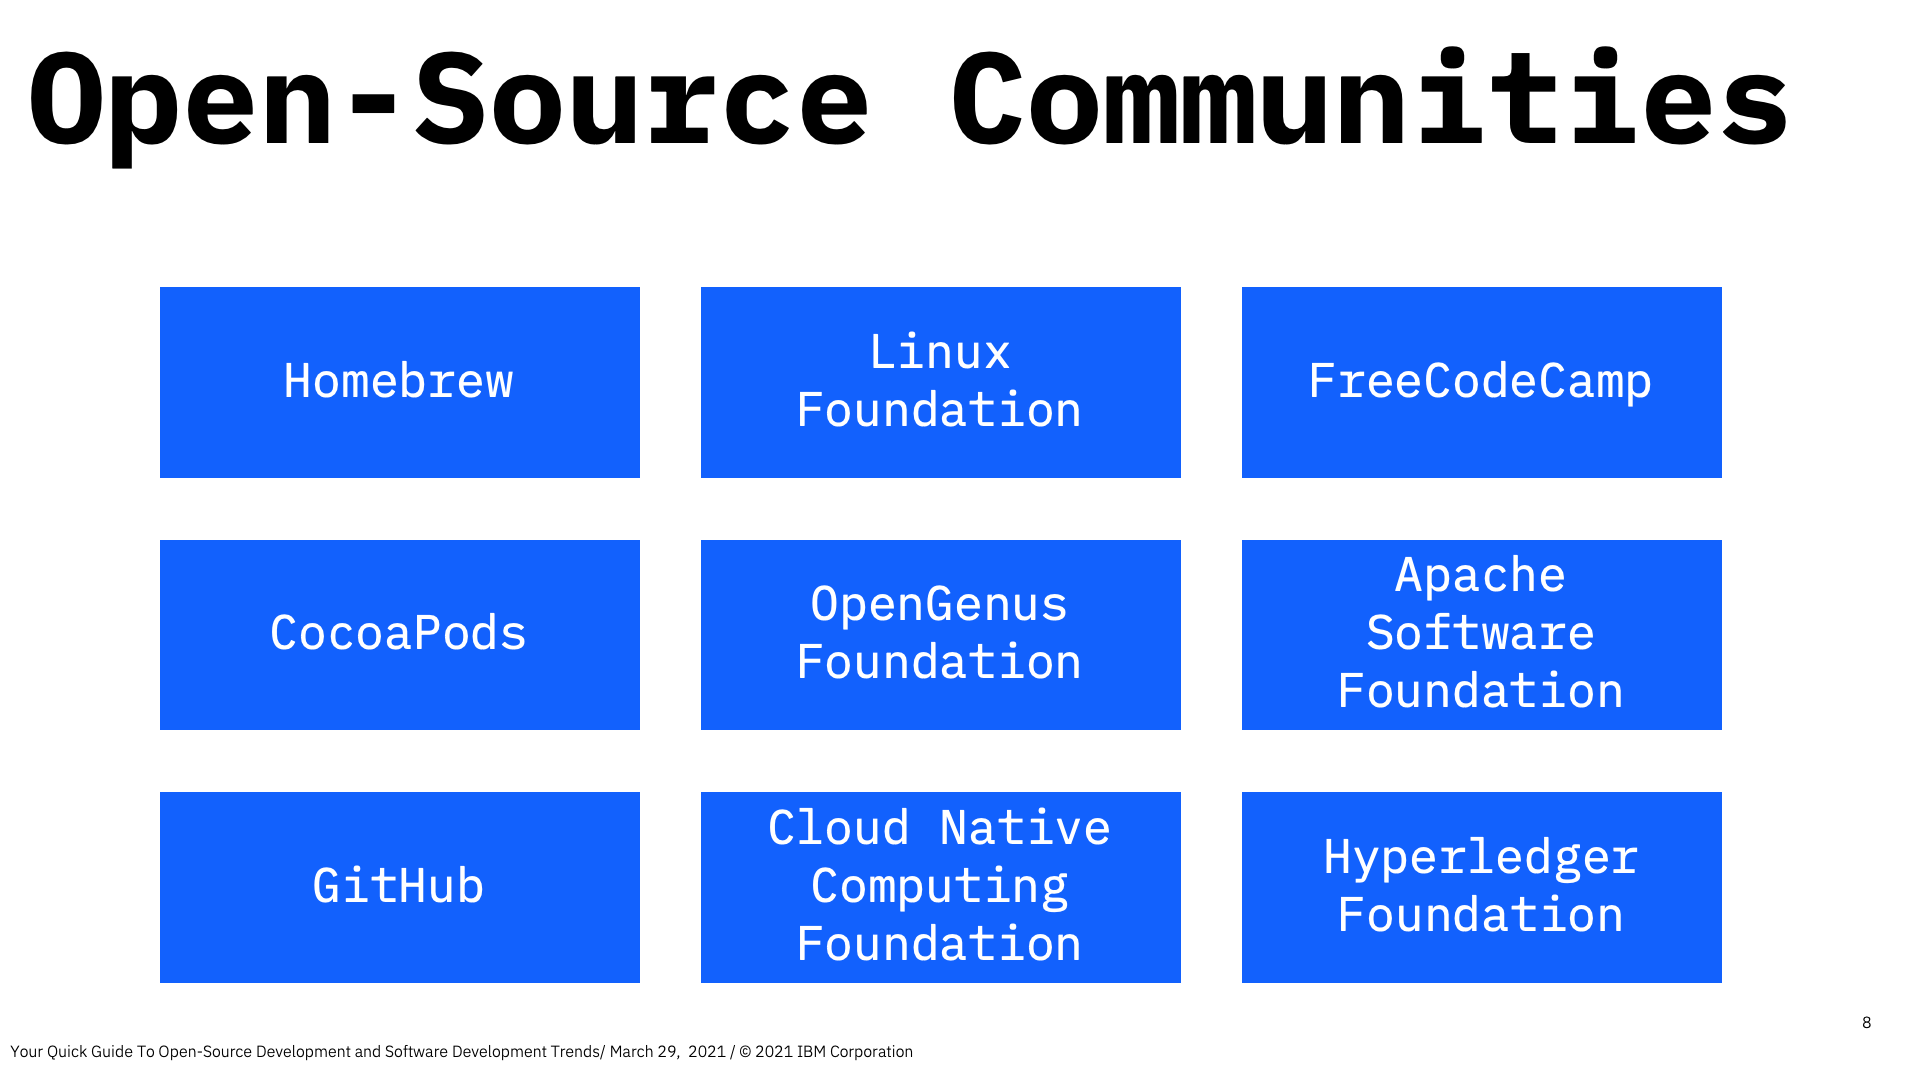 Open-Source Communities
Homebrew
Linux
Foundation
FreeCodeCamp
CocoaPods
OpenGenus
Foundation
Apache
Software
Foundation
GitHub
Cloud Native
Computing
Foundation
Hyperledger
Foundation
8
Your Quick Guide To Open-Source Development and Software Development Trends/ March 29,  2021 / © 2021 IBM Corporation